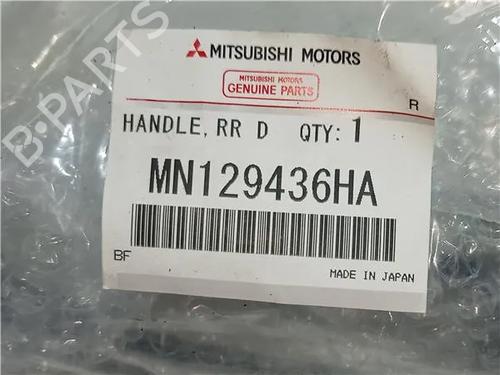 B-PARTS
MITSUBISHI MOTORS
MITSUBISHI MOTORS
GENUINE PARTS
R
HANDLE, RR D QTY: 1
MN129436HA
BF
MADE IN JAPAN